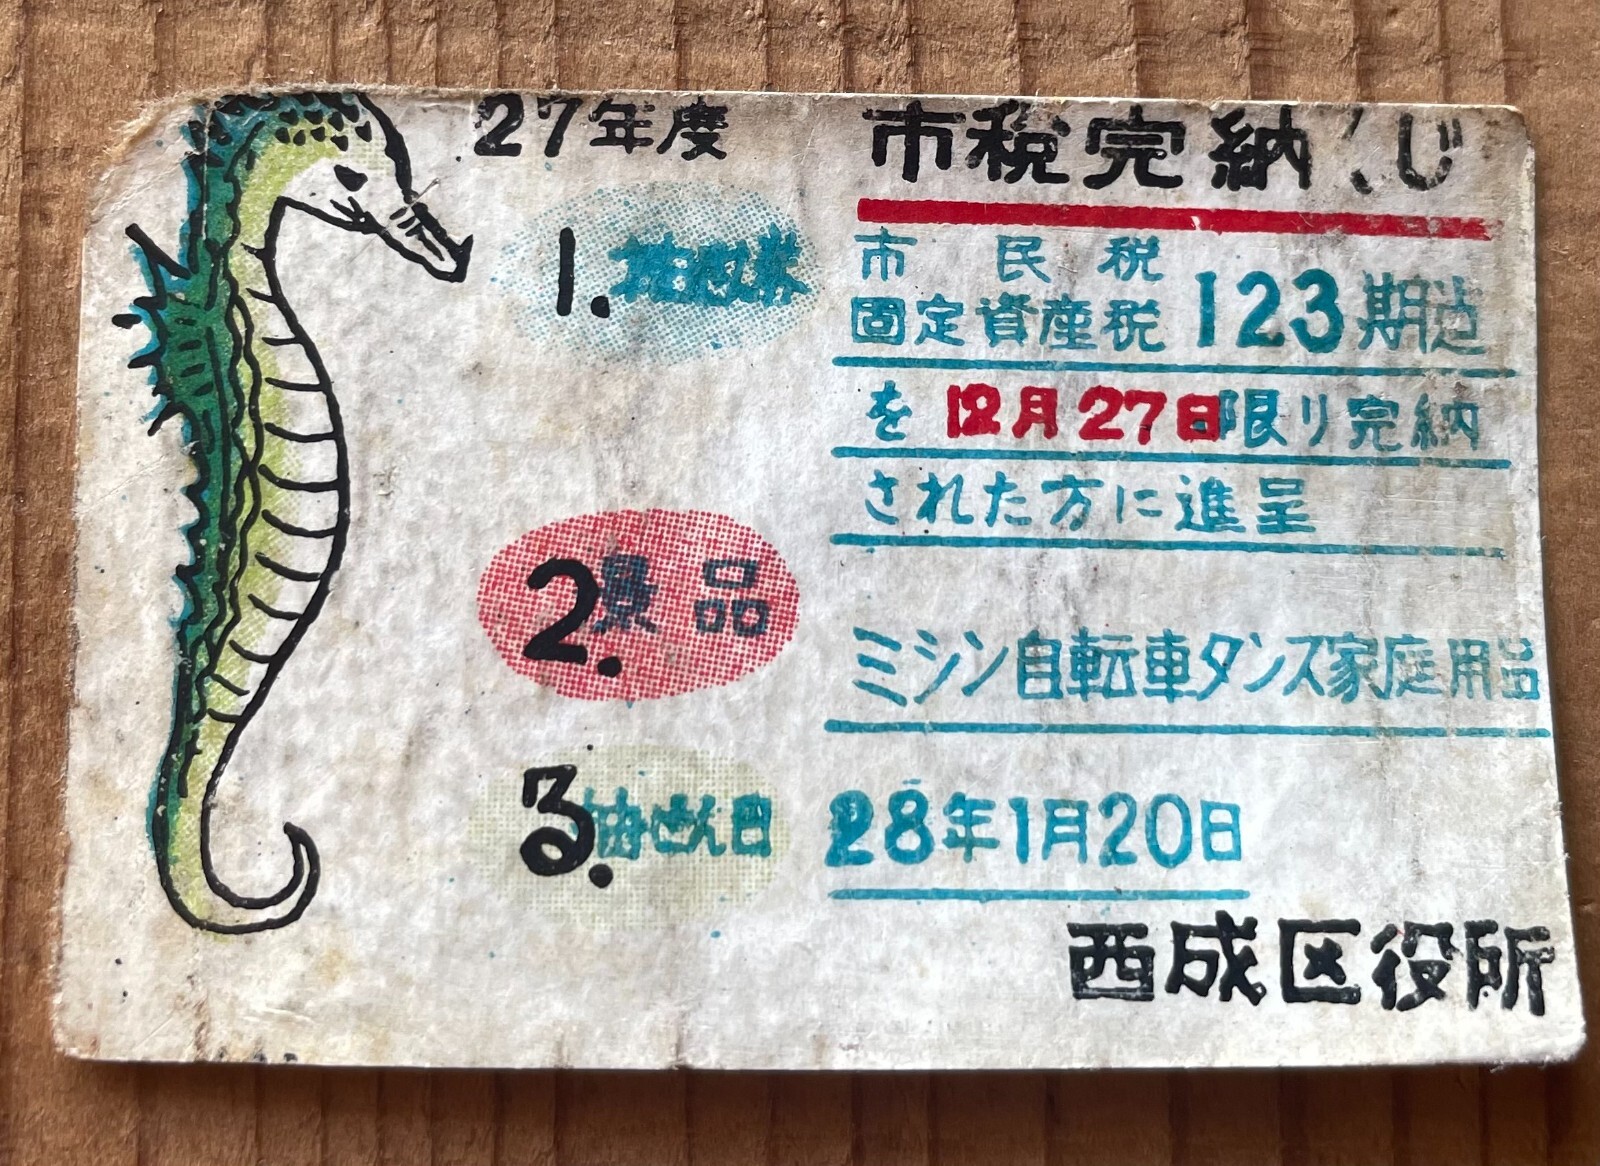 27年度 市税完納くじ
1.
市民税
固定資産税 123期迄
を12月27日限り完納
された方に進呈
2.景品
ミシン自転車タンス家庭用品
3.抽せん日 28年1月20日
西成区役所